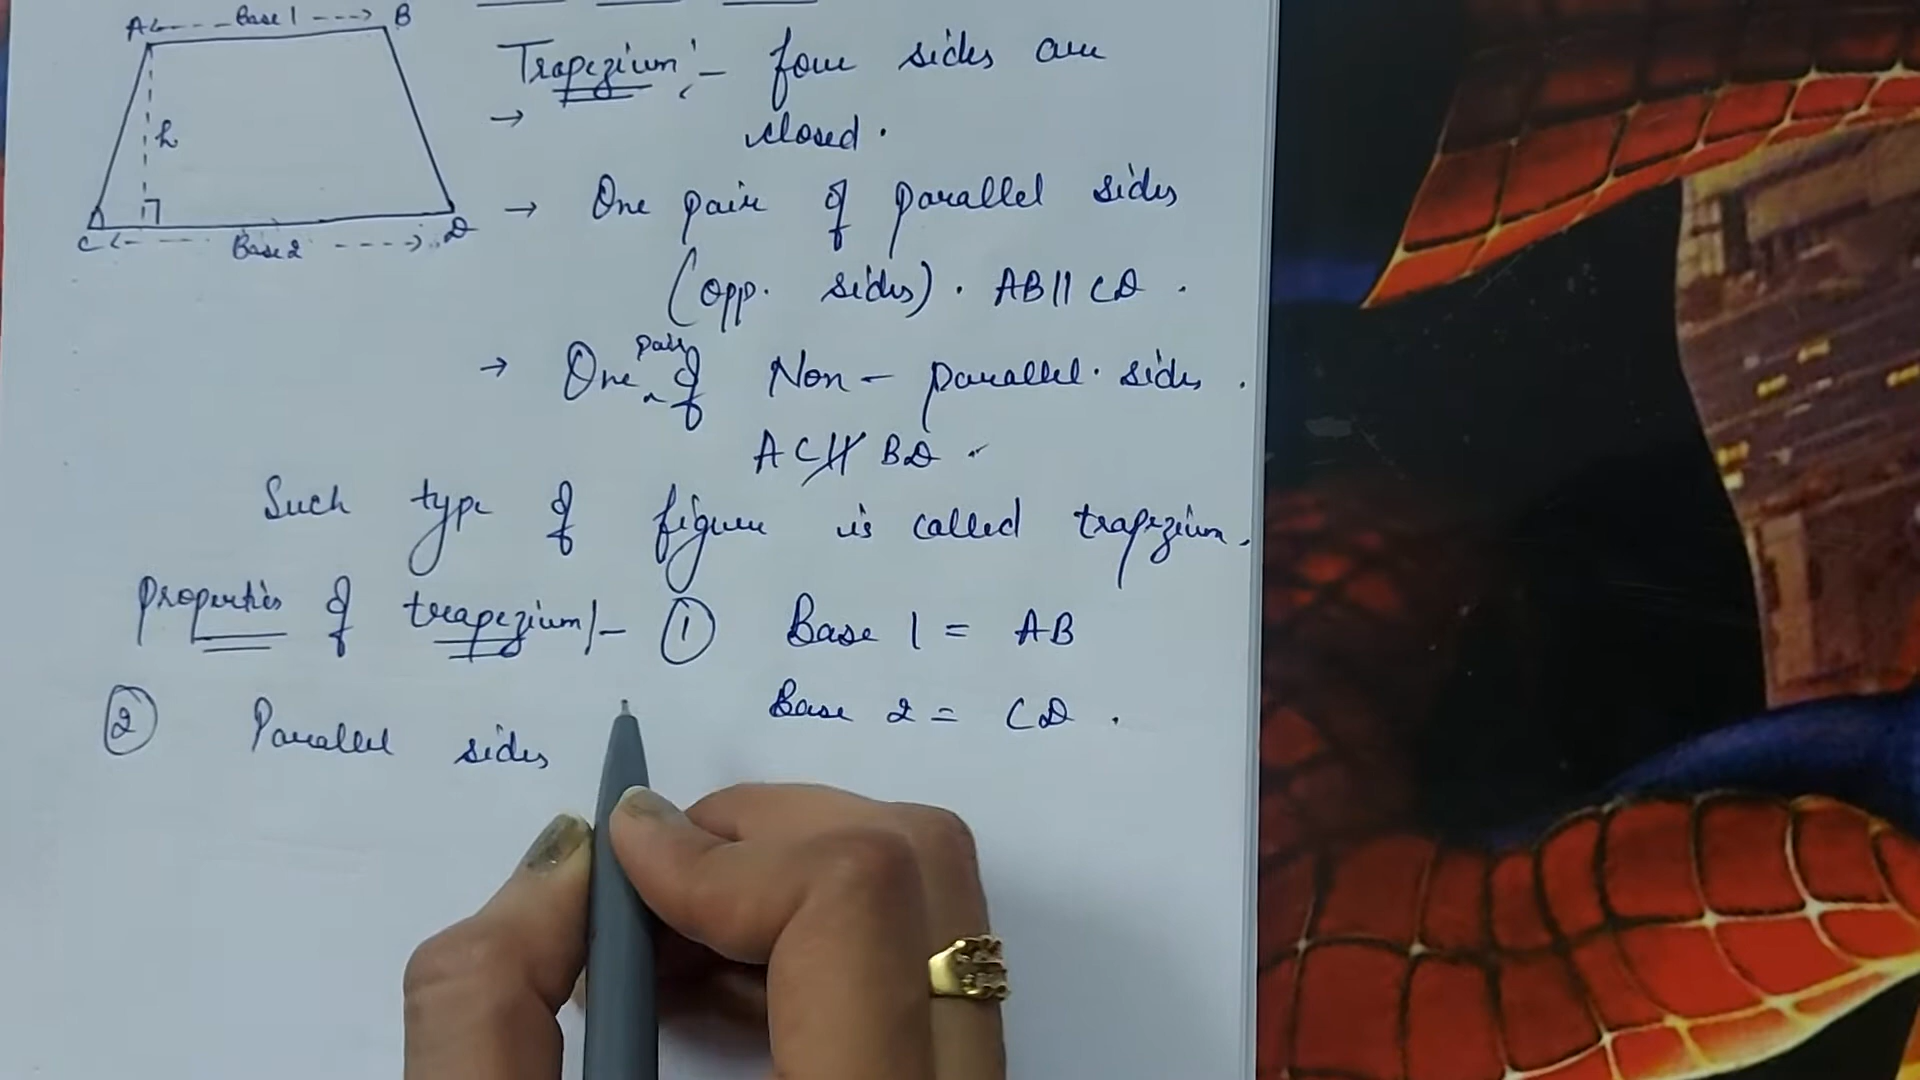 A <- - - Base 1 - - -> B
h
C <- - - - Base 2 - - - -> D
Trapezium :- four sides are
→ closed.
→ One pair of parallel sides
(opp. sides). AB || CD.
→ One pair of Non-parallel sides.
AC ∦ BD.
Such type of figure is called trapezium.
Properties of trapezium :- ① Base 1 = AB
Base 2 = CD.
② Parallel sides